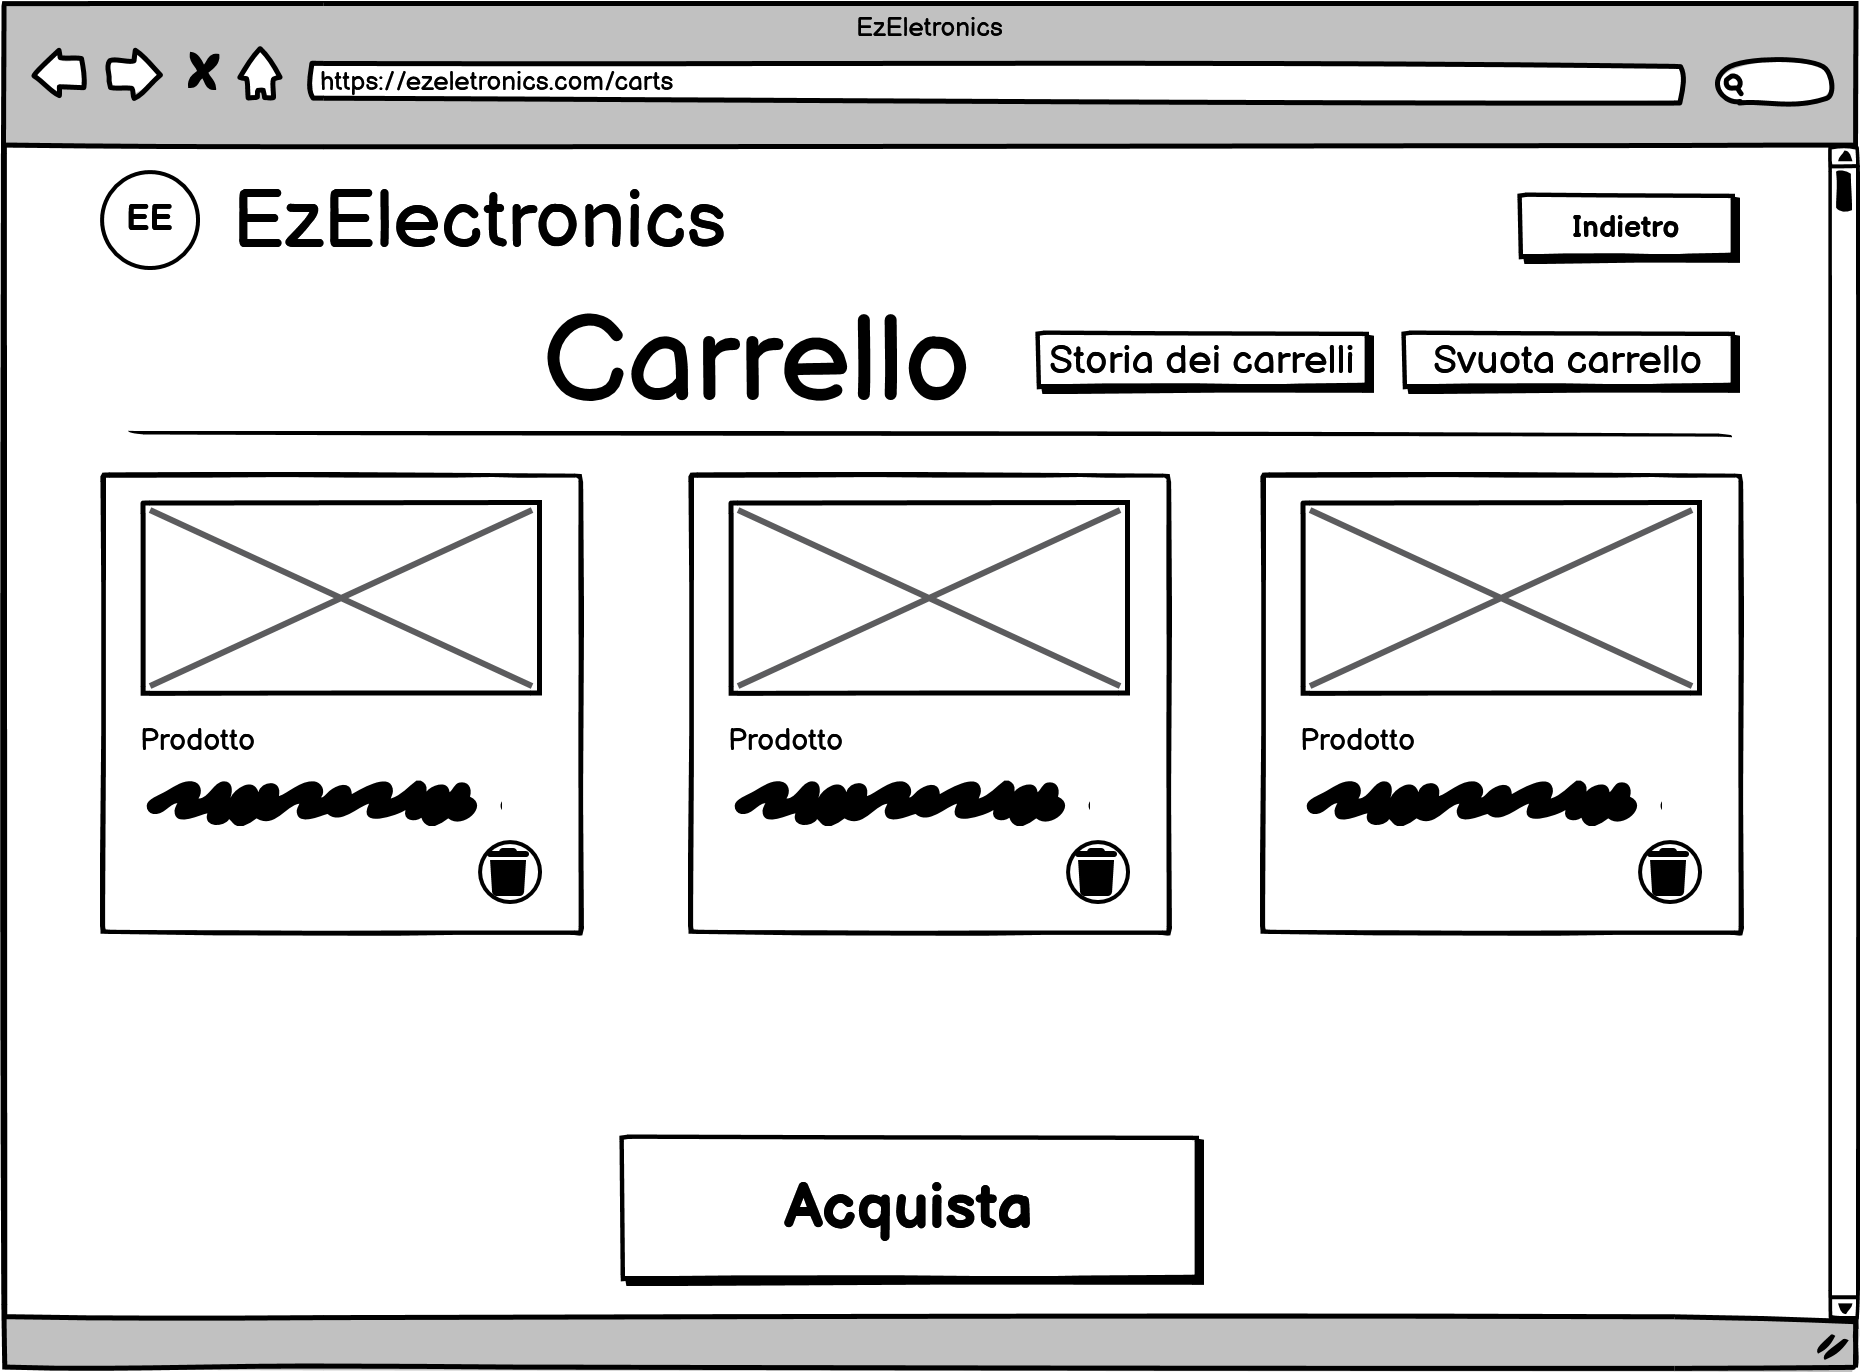 EzEletronics
https://ezeletronics.com/carts
EE
EzElectronics
Indietro
Carrello
Storia dei carrelli
Svuota carrello
Prodotto
Prodotto
Prodotto
Acquista